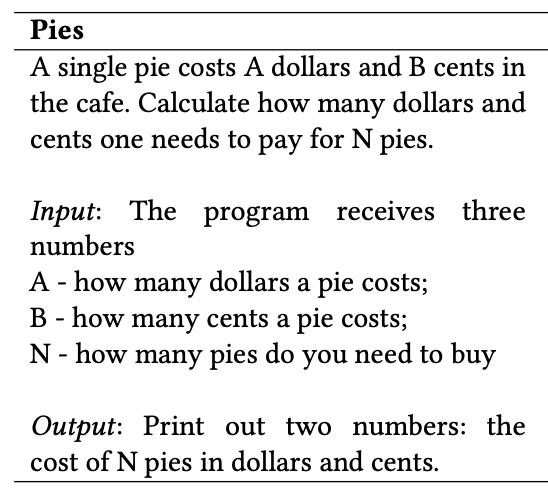 Pies
A single pie costs A dollars and B cents in
the cafe. Calculate how many dollars and
cents one needs to pay for N pies.
Input: The program receives three
numbers
A - how many dollars a pie costs;
B - how many cents a pie costs;
N - how many pies do you need to buy
Output: Print out two numbers: the
cost of N pies in dollars and cents.